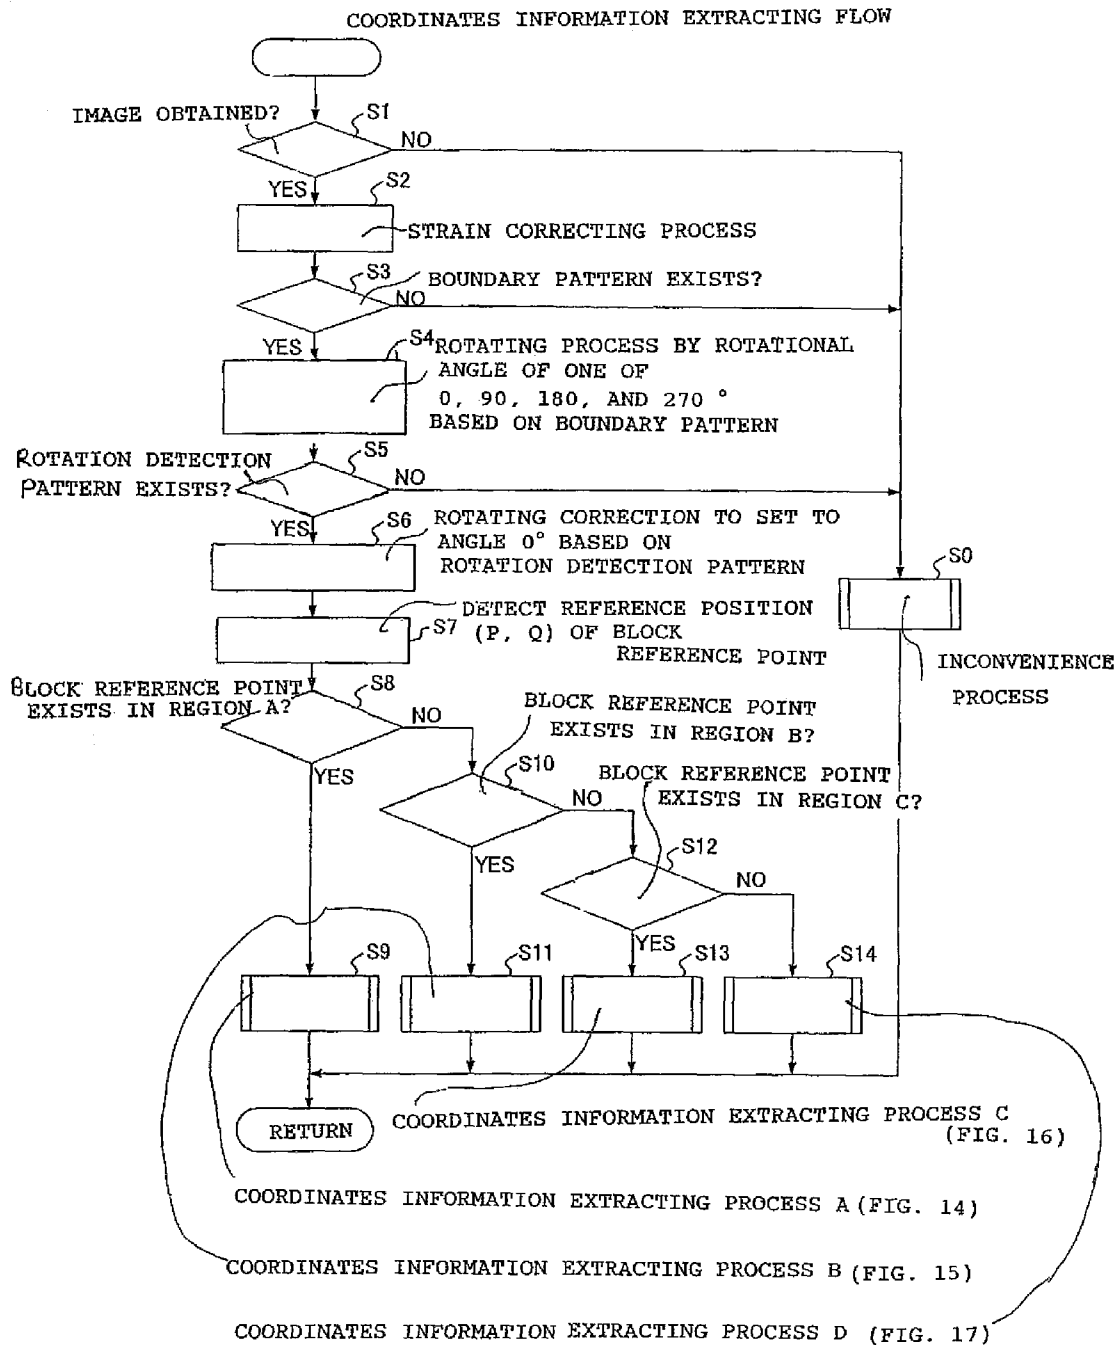 COORDINATES INFORMATION EXTRACTING FLOW
IMAGE OBTAINED?
S1
NO
YES
S2
STRAIN CORRECTING PROCESS
S3
BOUNDARY PATTERN EXISTS?
NO
YES
S4
ROTATING PROCESS BY ROTATIONAL
ANGLE OF ONE OF
0, 90, 180, AND 270 °
BASED ON BOUNDARY PATTERN
ROTATION DETECTION
PATTERN EXISTS?
S5
NO
YES
S6
ROTATING CORRECTION TO SET TO
ANGLE 0° BASED ON
ROTATION DETECTION PATTERN
S0
INCONVENIENCE
PROCESS
S7
DETECT REFERENCE POSITION
(P, Q) OF BLOCK
REFERENCE POINT
BLOCK REFERENCE POINT
EXISTS IN REGION A?
S8
NO
YES
BLOCK REFERENCE POINT
EXISTS IN REGION B?
S10
NO
YES
BLOCK REFERENCE POINT
EXISTS IN REGION C?
S12
NO
YES
S9
S11
S13
S14
RETURN
COORDINATES INFORMATION EXTRACTING PROCESS C
(FIG. 16)
COORDINATES INFORMATION EXTRACTING PROCESS A (FIG. 14)
COORDINATES INFORMATION EXTRACTING PROCESS B (FIG. 15)
COORDINATES INFORMATION EXTRACTING PROCESS D (FIG. 17)